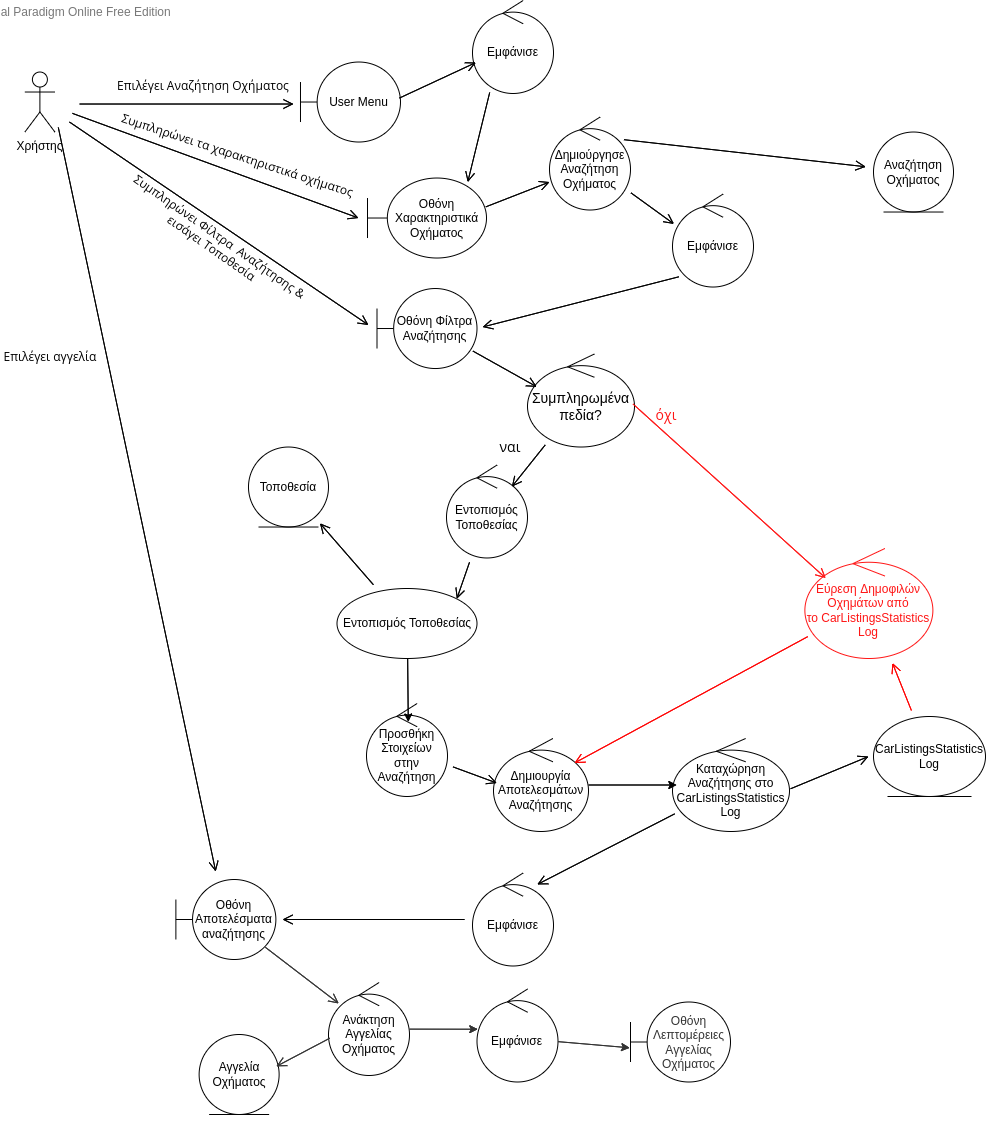 al Paradigm Online Free Edition
Εμφάνισε
Επιλέγει Αναζήτηση Οχήματος
User Menu
Χρήστης
Συμπληρώνει τα χαρακτηριστικά οχήματος
Δημιούργησε
Αναζήτηση
Οχήματος
Αναζήτηση
Οχήματος
Οθόνη
Χαρακτηριστικά
Οχήματος
Συμπληρώνει Φίλτρα Αναζήτησης &
εισάγει Τοποθεσία
Εμφάνισε
Οθόνη Φίλτρα
Αναζήτησης
Επιλέγει αγγελία
Συμπληρωμένα
πεδία?
όχι
ναι
Τοποθεσία
Εντοπισμός
Τοποθεσίας
Εύρεση Δημοφιλών
Οχημάτων από
το CarListingsStatistics
Log
Εντοπισμός Τοποθεσίας
Προσθήκη
Στοιχείων
στην
Αναζήτηση
Δημιουργία
Αποτελεσμάτων
Αναζήτησης
Καταχώρηση
Αναζήτησης στο
CarListingsStatistics
Log
CarListingsStatistics
Log
Οθόνη
Αποτελέσματα
αναζήτησης
Εμφάνισε
Ανάκτηση
Αγγελίας
Οχήματος
Εμφάνισε
Οθόνη
Λεπτομέρειες
Αγγελίας
Οχήματος
Αγγελία
Οχήματος